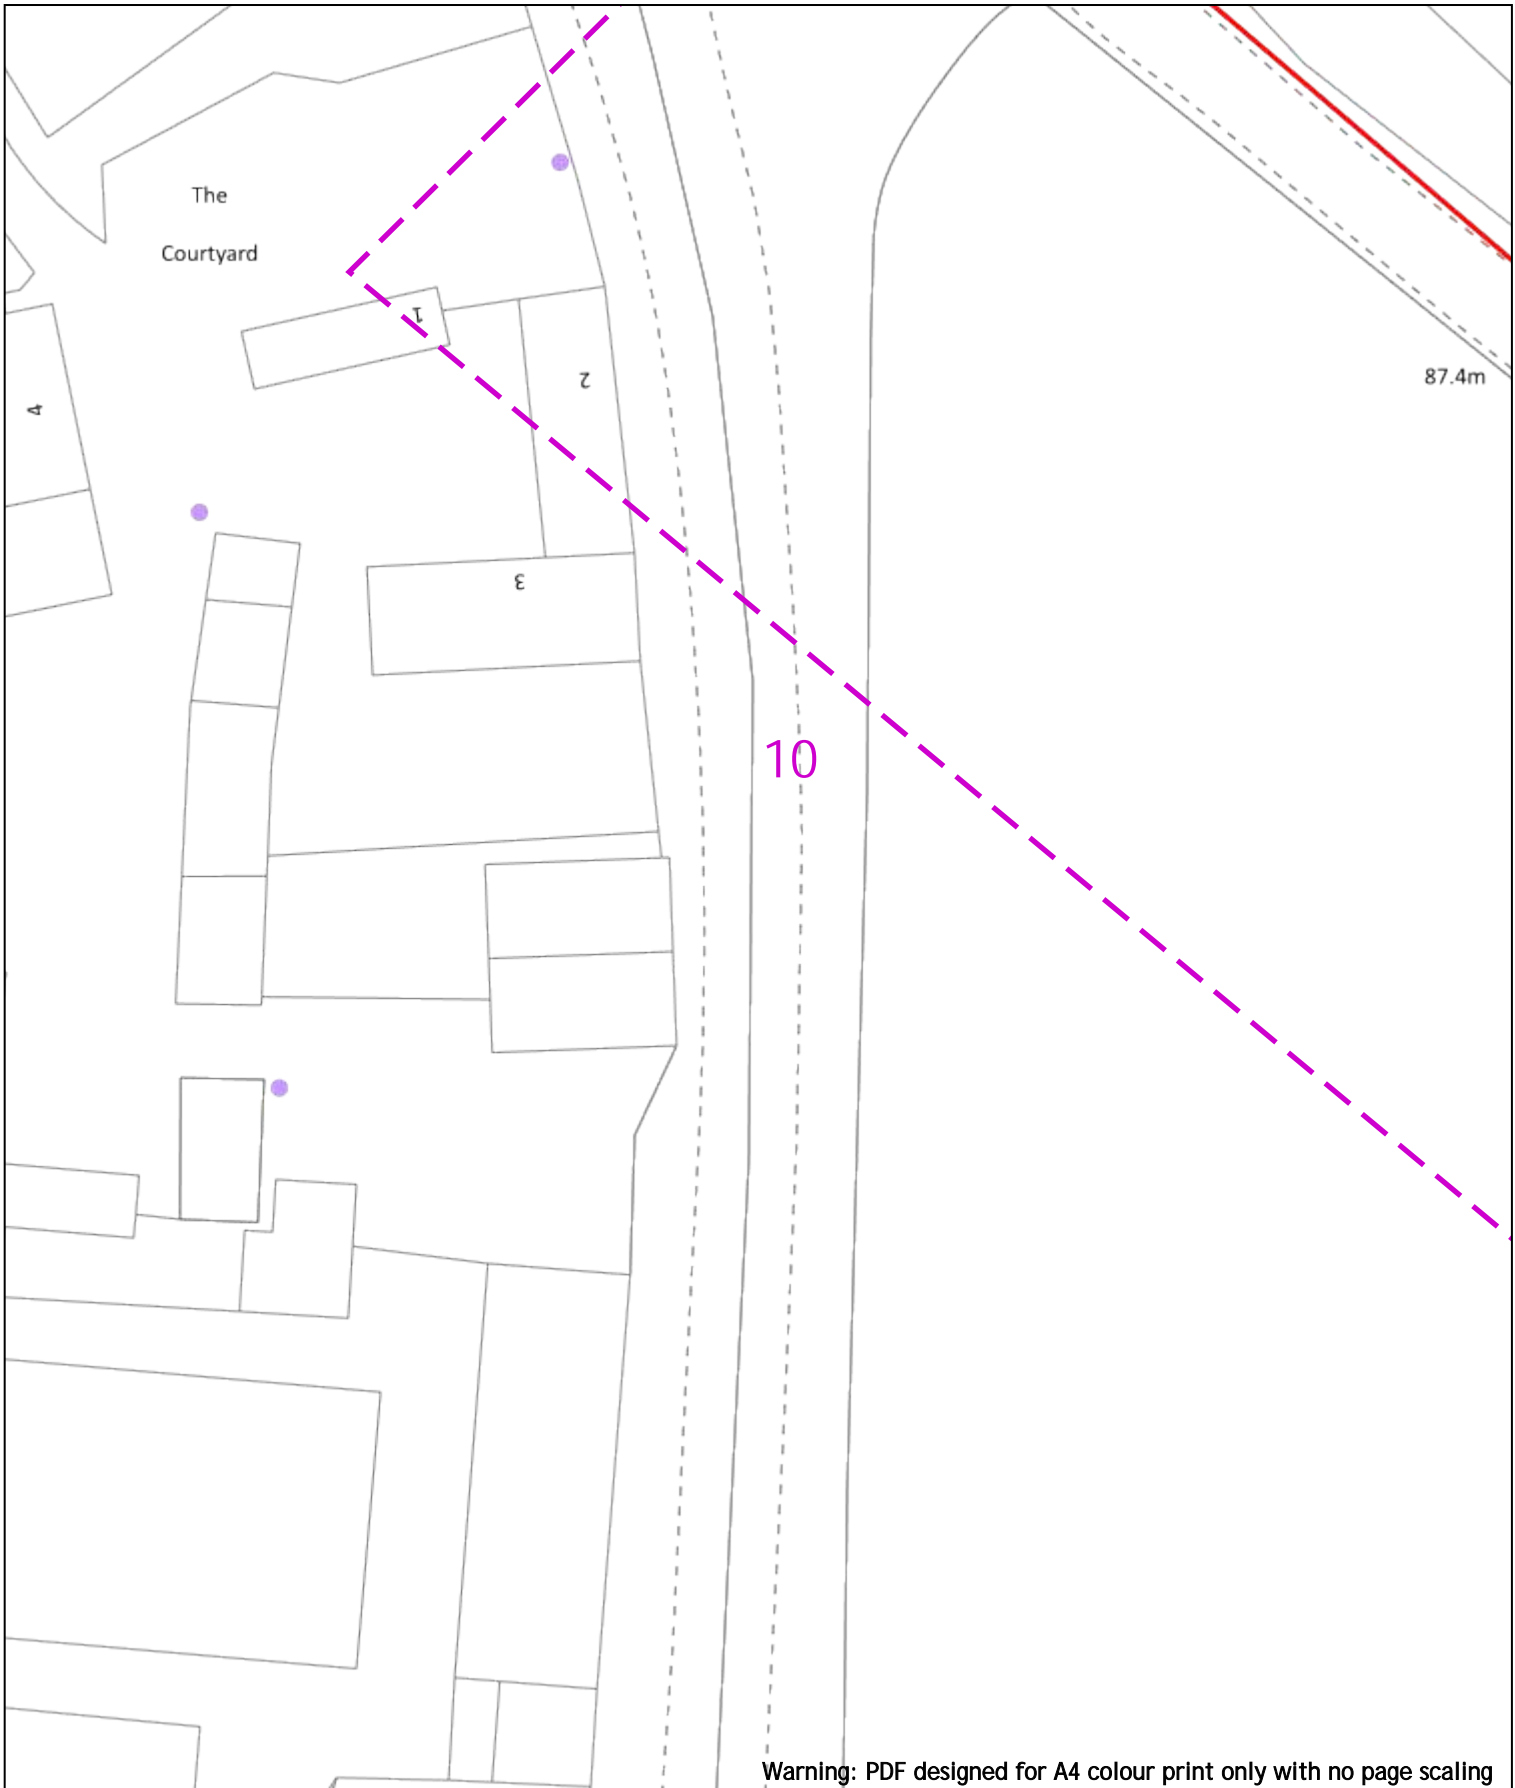 The
Courtyard
1
2
87.4m
4
3
10
Warning: PDF designed for A4 colour print only with no page scaling